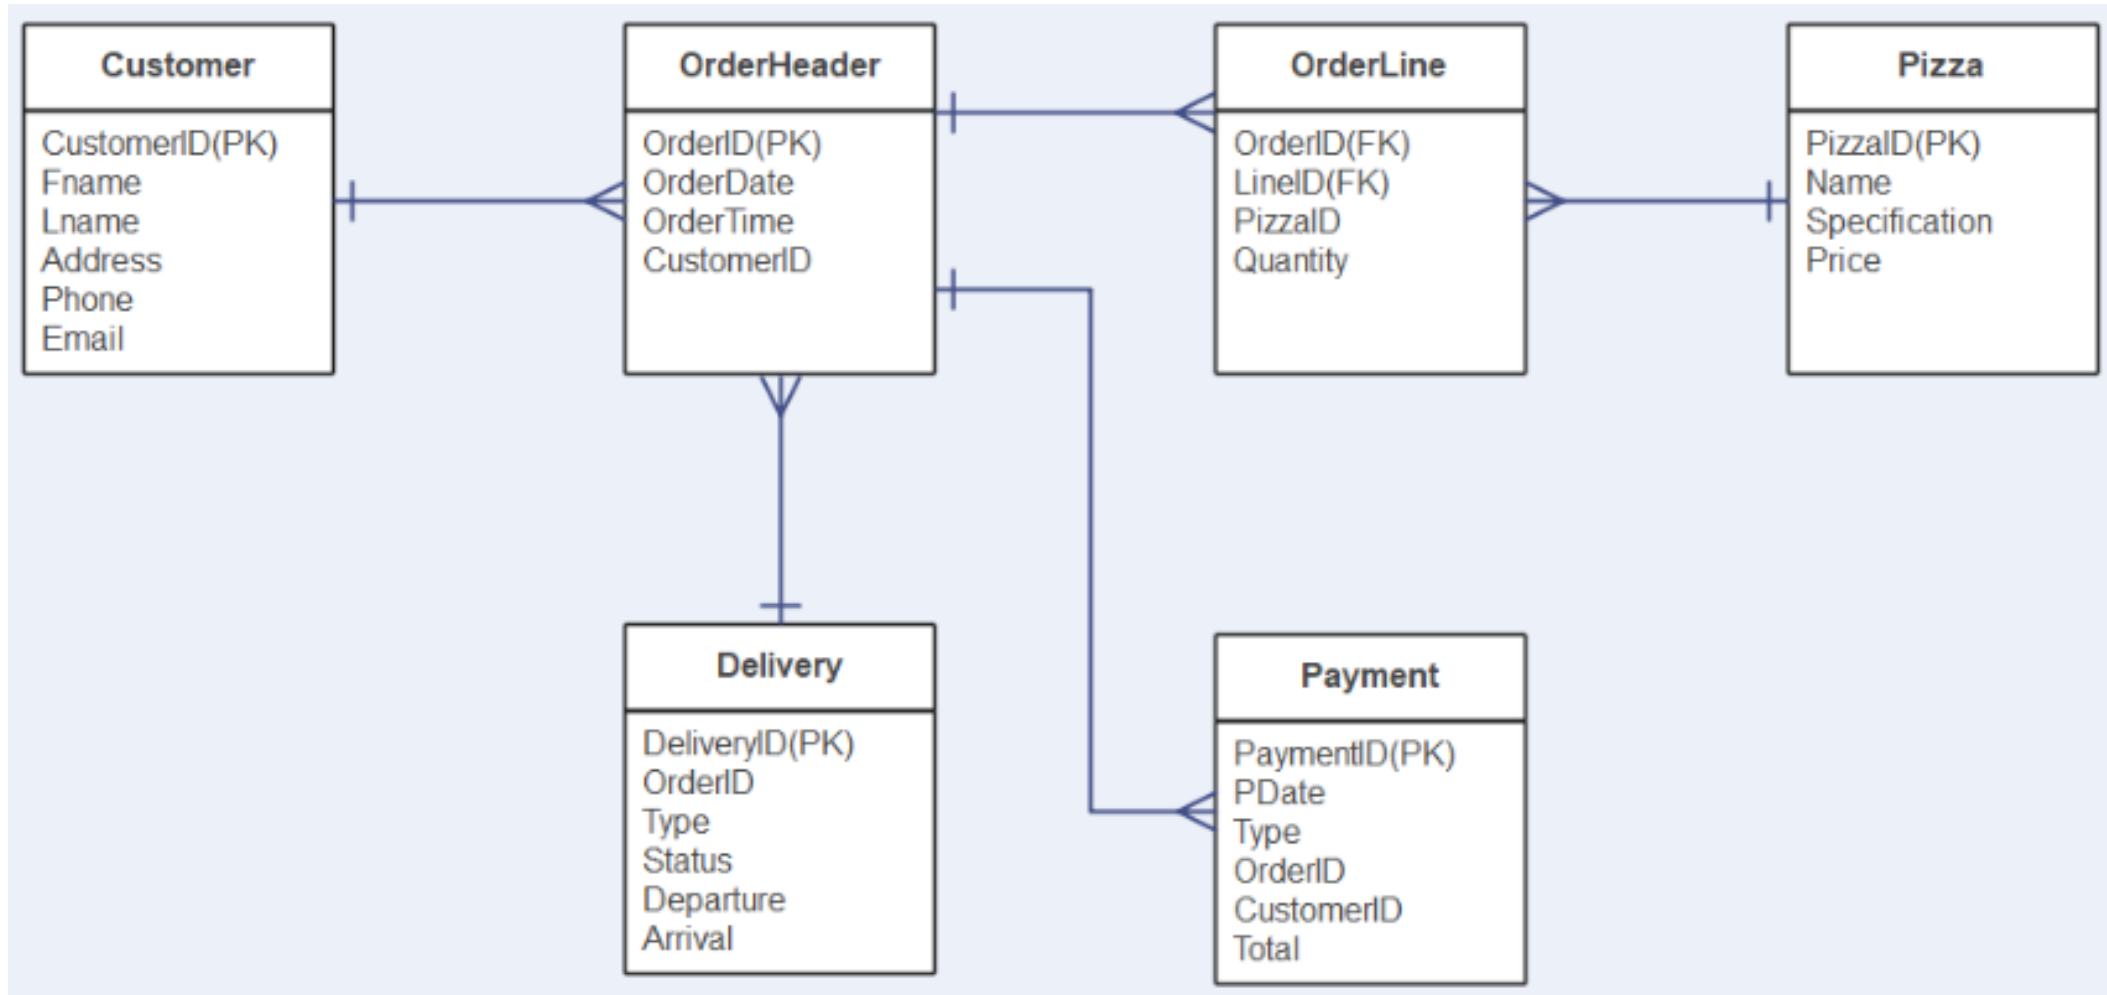 Customer
CustomerID(PK)
Fname
Lname
Address
Phone
Email
OrderHeader
OrderID(PK)
OrderDate
OrderTime
CustomerID
OrderLine
OrderID(FK)
LineID(FK)
PizzaID
Quantity
Pizza
PizzaID(PK)
Name
Specification
Price
Delivery
DeliveryID(PK)
OrderID
Type
Status
Departure
Arrival
Payment
PaymentID(PK)
PDate
Type
OrderID
CustomerID
Total